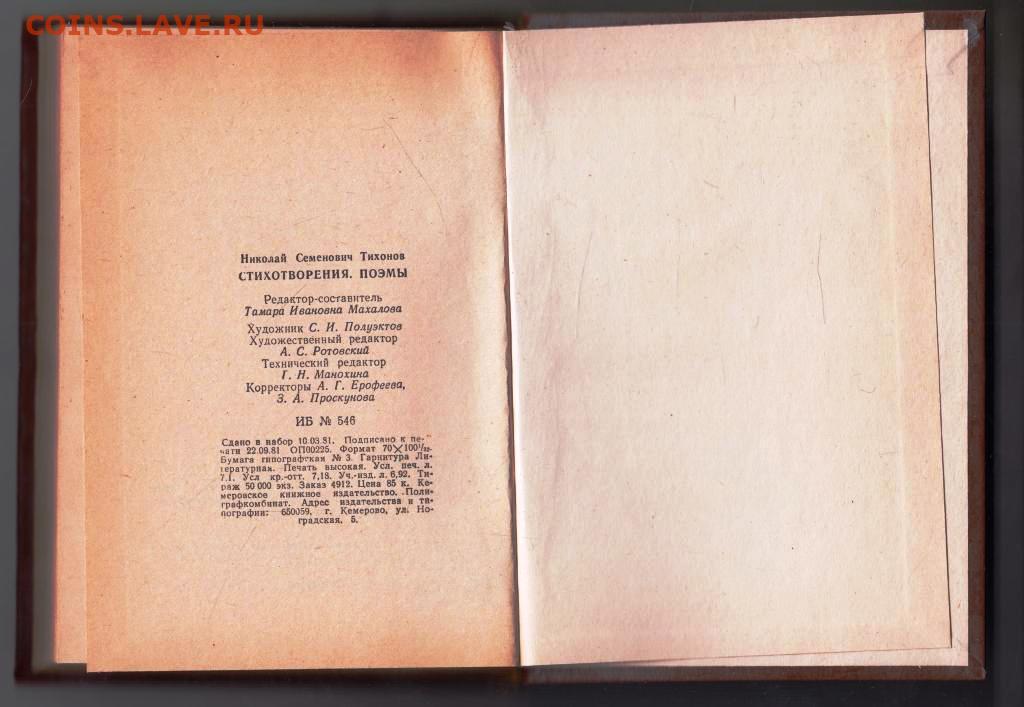 COINS.LAVE.RU
Николай Семенович Тихонов
СТИХОТВОРЕНИЯ. ПОЭМЫ
Редактор-составитель
Тамара Ивановна Махалова
Художник С. И. Полуэктов
Художественный редактор
А. С. Ротовский
Технический редактор
Г. Н. Манохина
Корректоры А. Г. Ерофеева,
З. А. Проскунова
ИБ № 546
Сдано в набор 10.03.81. Подписано к пе-
чати 22.09.81 ОП00225. Формат 70×100¹/₃₂.
Бумага типографская № 3. Гарнитура Ли-
тературная. Печать высокая. Усл. печ. л.
7,1. Усл кр.-отт. 7,18. Уч.-изд. л. 6,92. Ти-
раж 50 000 экз. Заказ 4912. Цена 85 к. Ке-
меровское книжное издательство. Поли-
графкомбинат. Адрес издательства и ти-
пографии: 650059, г. Кемерово, ул. Но-
градская, 5.